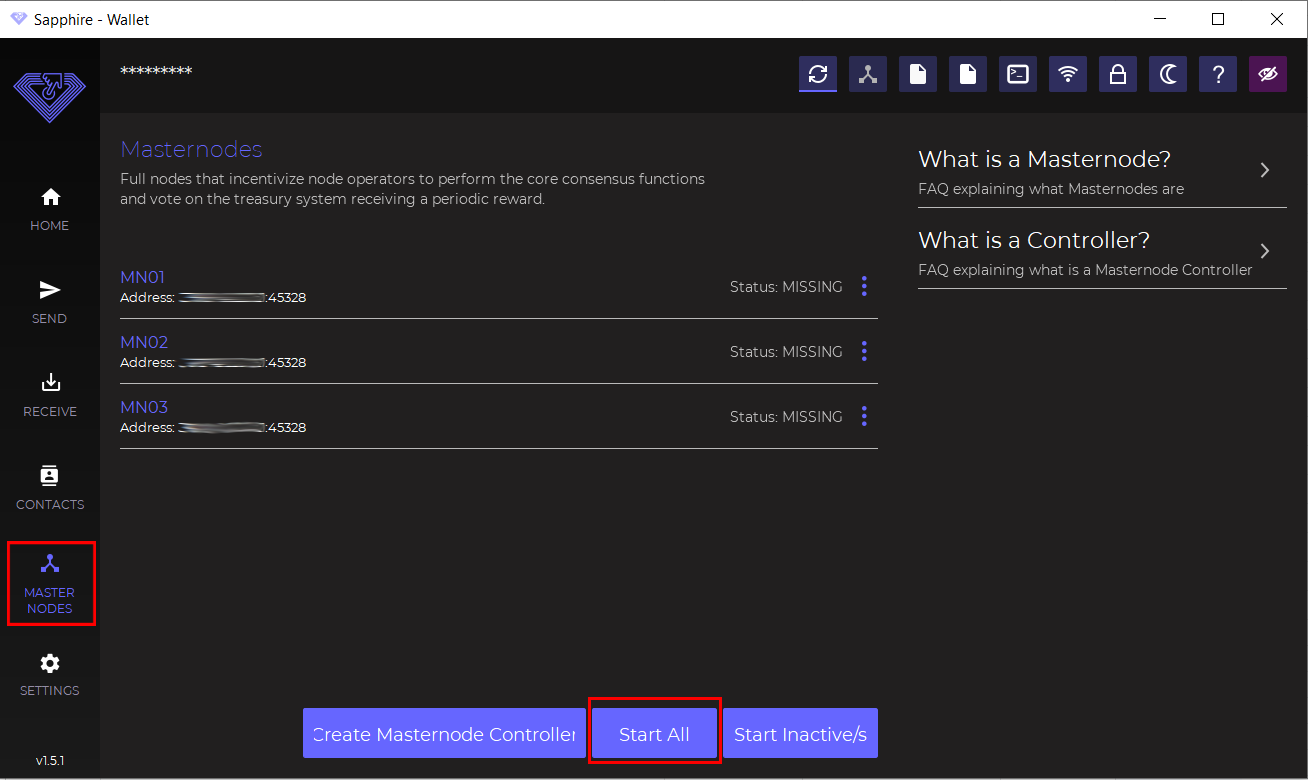 Sapphire - Wallet
*********
HOME
SEND
RECEIVE
CONTACTS
MASTER
NODES
SETTINGS
v1.5.1
Masternodes
Full nodes that incentivize node operators to perform the core consensus functions
and vote on the treasury system receiving a periodic reward.
MN01
Address: :45328
Status: MISSING
MN02
Address: :45328
Status: MISSING
MN03
Address: :45328
Status: MISSING
Create Masternode Controller
Start All
Start Inactive/s
What is a Masternode?
FAQ explaining what Masternodes are
What is a Controller?
FAQ explaining what is a Masternode Controller